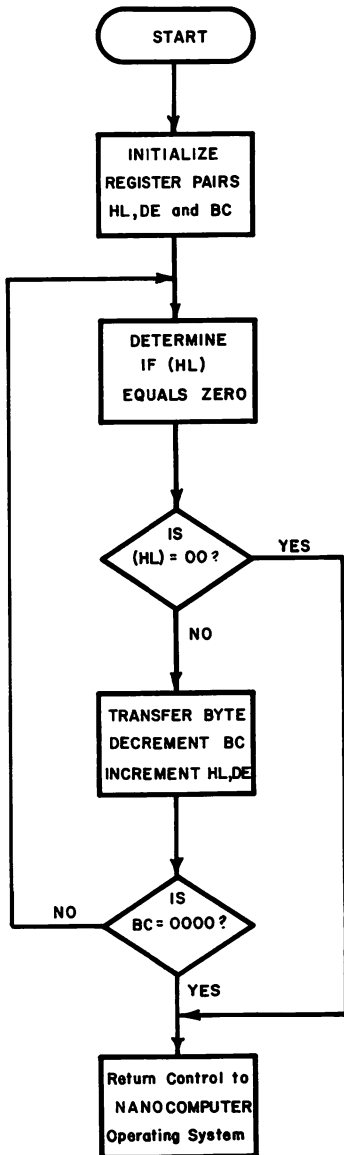 START
INITIALIZE
REGISTER PAIRS
HL,DE and BC
DETERMINE
IF (HL)
EQUALS ZERO
IS
(HL) = 00?
YES
NO
TRANSFER BYTE
DECREMENT BC
INCREMENT HL,DE
IS
BC = 0000?
NO
YES
Return Control to
NANOCOMPUTER
Operating System